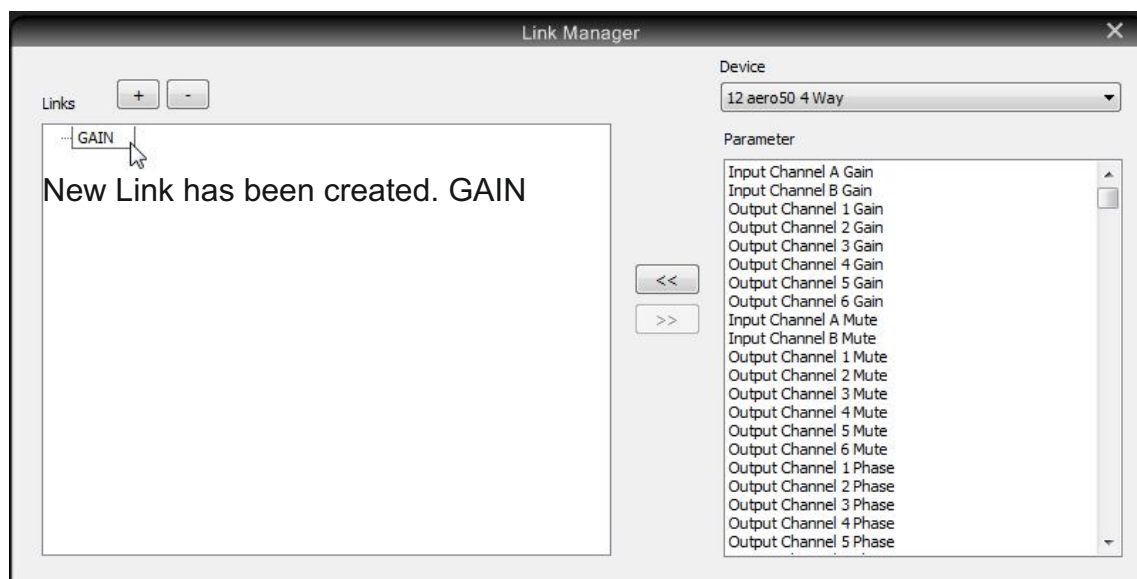 Link Manager
Links
+
-
GAIN
New Link has been created. GAIN
<<
>>
Device
12 aero50 4 Way
Parameter
Input Channel A Gain
Input Channel B Gain
Output Channel 1 Gain
Output Channel 2 Gain
Output Channel 3 Gain
Output Channel 4 Gain
Output Channel 5 Gain
Output Channel 6 Gain
Input Channel A Mute
Input Channel B Mute
Output Channel 1 Mute
Output Channel 2 Mute
Output Channel 3 Mute
Output Channel 4 Mute
Output Channel 5 Mute
Output Channel 6 Mute
Output Channel 1 Phase
Output Channel 2 Phase
Output Channel 3 Phase
Output Channel 4 Phase
Output Channel 5 Phase